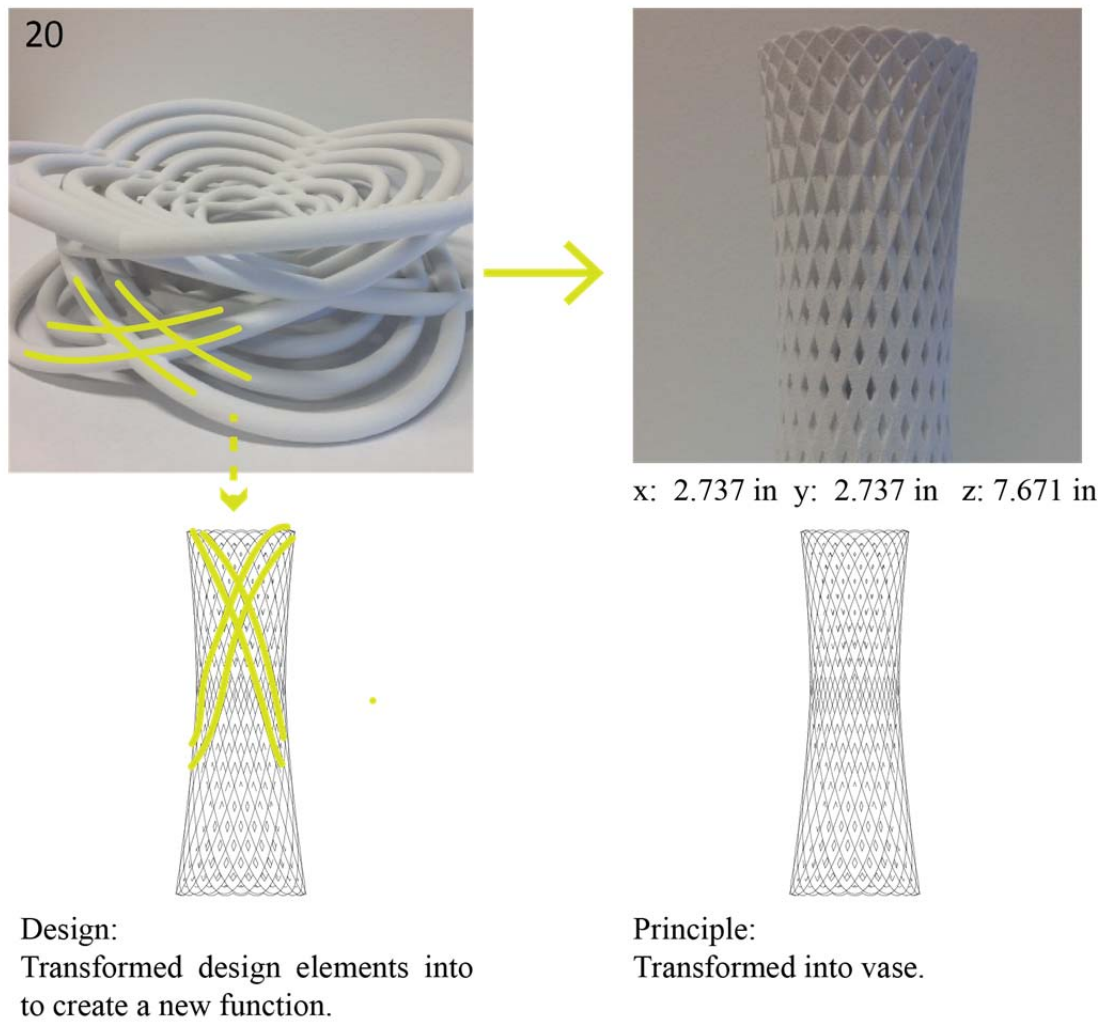 20
x: 2.737 in y: 2.737 in z: 7.671 in
Design:
Transformed design elements into
to create a new function.
Principle:
Transformed into vase.